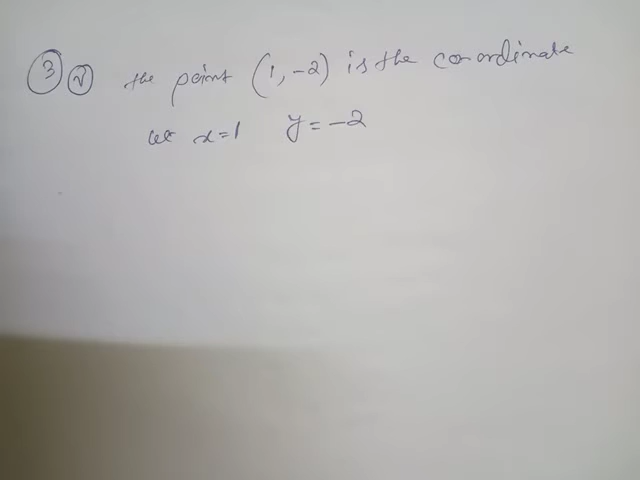 3 v the point (1, -2) is the coordinate
let x=1 y=-2